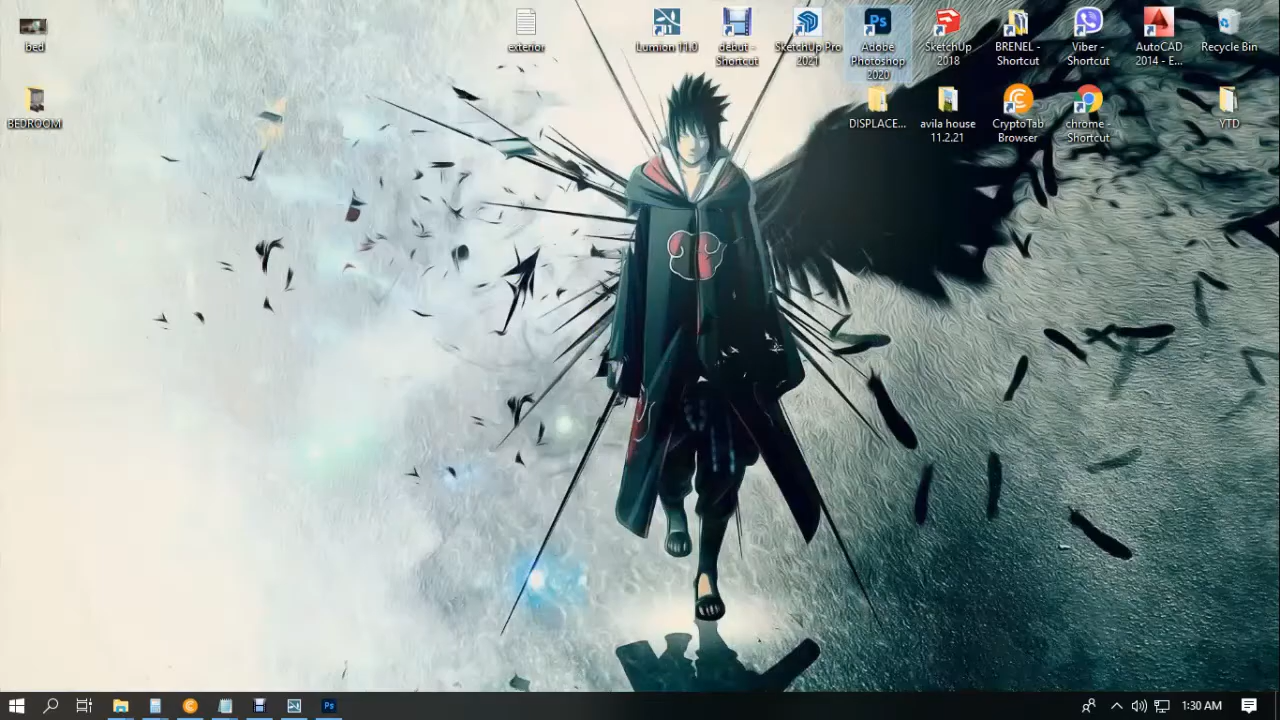 bed
exterior
Lumion 11.0
debut - Shortcut
SketchUp Pro 2021
Ps
Adobe Photoshop 2020
SketchUp 2018
BRENEL - Shortcut
Viber - Shortcut
AutoCAD 2014 - E...
Recycle Bin
BEDROOM
DISPLACE...
avila house 11.2.21
CryptoTab Browser
chrome - Shortcut
YTD
Ps
1:30 AM